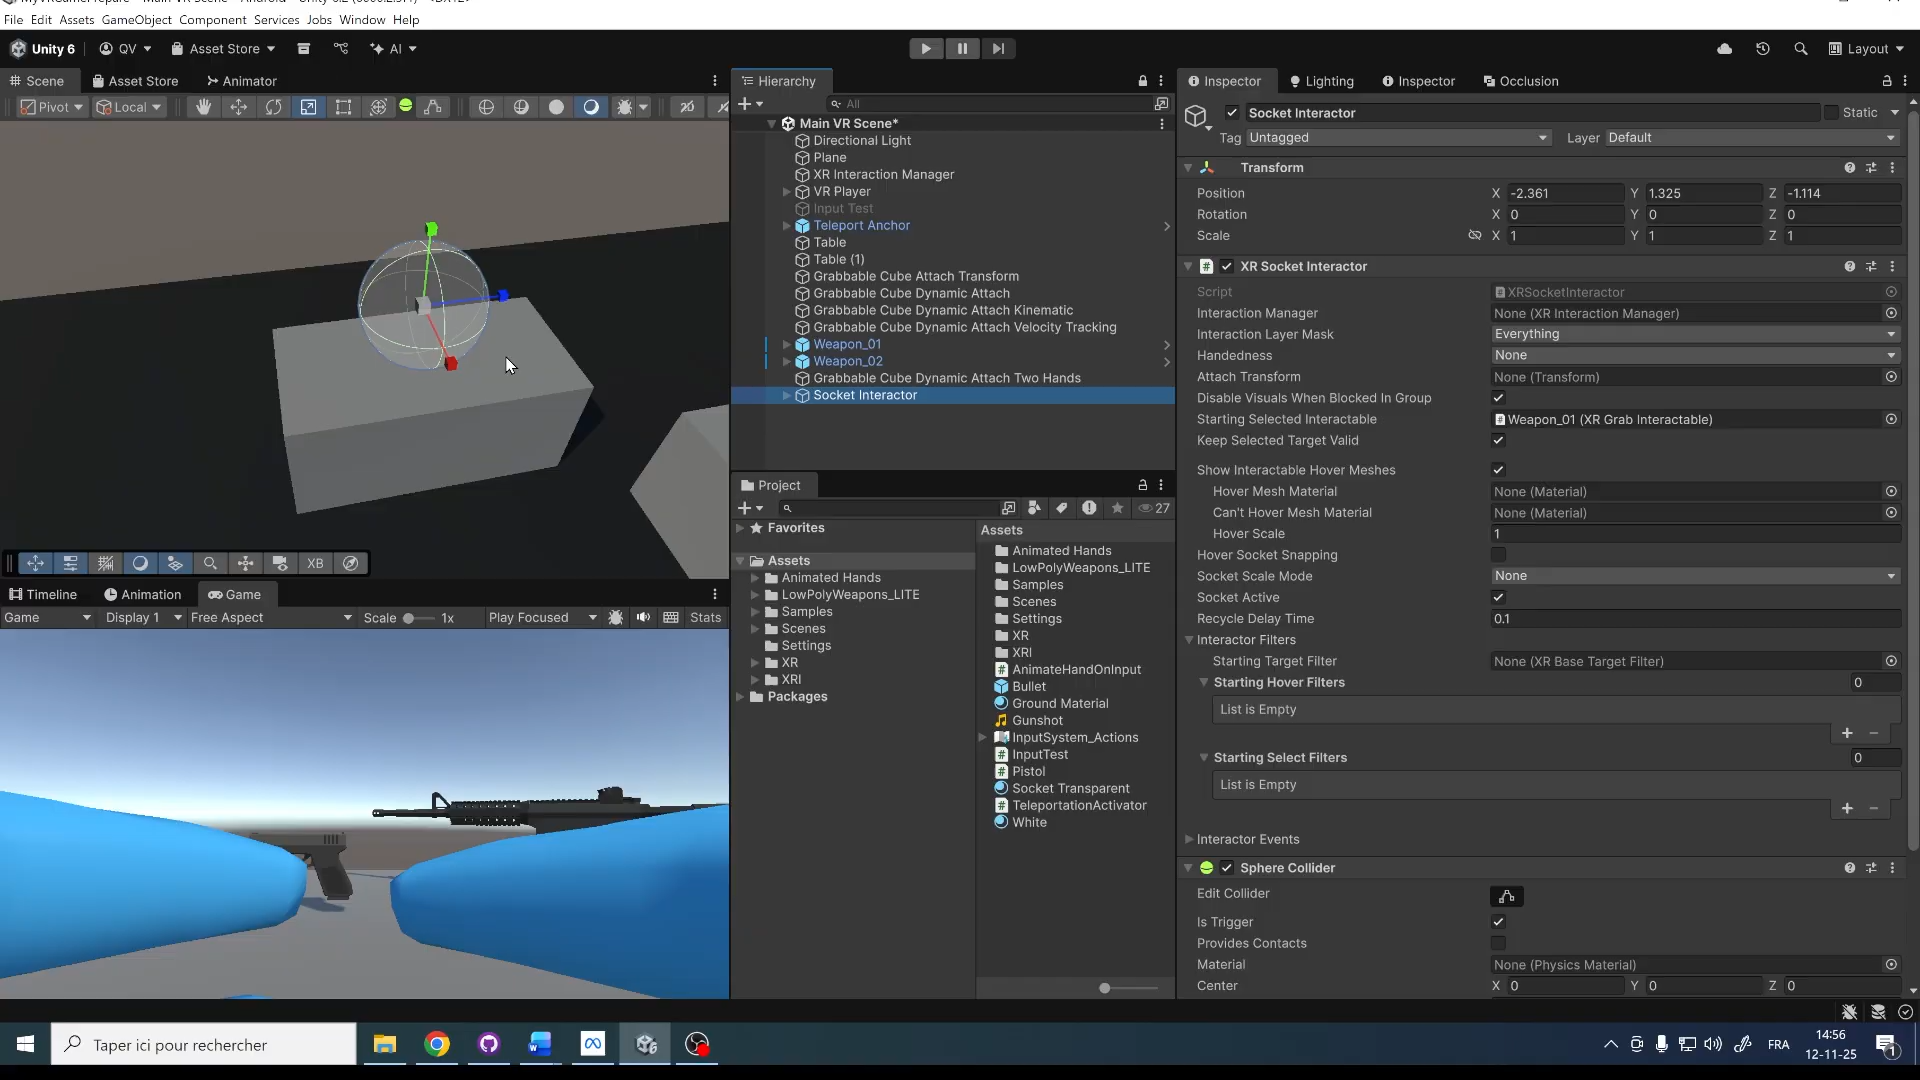 File Edit Assets GameObject Component Services Jobs Window Help
Unity 6 QV Asset Store AI Layout
Scene Asset Store Animator
Pivot Local 2D
XB
Timeline Animation Game
Game Display 1 Free Aspect Scale 1x Play Focused Stats
Hierarchy
All
Main VR Scene*
Directional Light
Plane
XR Interaction Manager
VR Player
Input Test
Teleport Anchor
Table
Table (1)
Grabbable Cube Attach Transform
Grabbable Cube Dynamic Attach
Grabbable Cube Dynamic Attach Kinematic
Grabbable Cube Dynamic Attach Velocity Tracking
Weapon_01
Weapon_02
Grabbable Cube Dynamic Attach Two Hands
Socket Interactor
Project
27
Favorites
Assets
Animated Hands
LowPolyWeapons_LITE
Samples
Scenes
Settings
XR
XRI
Packages
Assets
Animated Hands
LowPolyWeapons_LITE
Samples
Scenes
Settings
XR
XRI
AnimateHandOnInput
Bullet
Ground Material
Gunshot
InputSystem_Actions
InputTest
Pistol
Socket Transparent
TeleportationActivator
White
Inspector Lighting Inspector Occlusion
Socket Interactor Static
Tag Untagged Layer Default
Transform
Position X -2.361 Y 1.325 Z -1.114
Rotation X 0 Y 0 Z 0
Scale X 1 Y 1 Z 1
XR Socket Interactor
Script XRSocketInteractor
Interaction Manager None (XR Interaction Manager)
Interaction Layer Mask Everything
Handedness None
Attach Transform None (Transform)
Disable Visuals When Blocked In Group
Starting Selected Interactable Weapon_01 (XR Grab Interactable)
Keep Selected Target Valid
Show Interactable Hover Meshes
Hover Mesh Material None (Material)
Can't Hover Mesh Material None (Material)
Hover Scale 1
Hover Socket Snapping
Socket Scale Mode None
Socket Active
Recycle Delay Time 0.1
Interactor Filters
Starting Target Filter None (XR Base Target Filter)
Starting Hover Filters 0
List is Empty
Starting Select Filters 0
List is Empty
Interactor Events
Sphere Collider
Edit Collider
Is Trigger
Provides Contacts
Material None (Physics Material)
Center X 0 Y 0 Z 0
Taper ici pour rechercher FRA 14:56
12-11-25 1